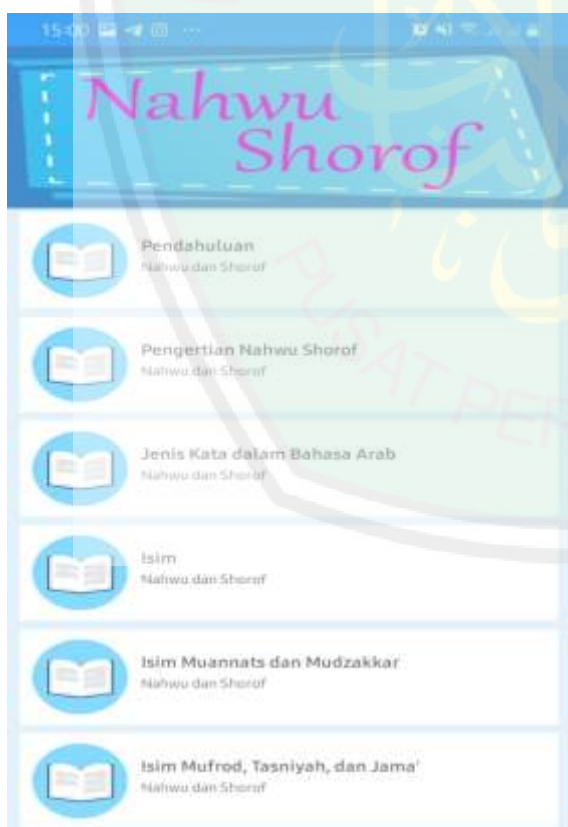 15:00
Nahwu
Shorof
Pendahuluan
Nahwu dan Shorof
Pengertian Nahwu Shorof
Nahwu dan Shorof
Jenis Kata dalam Bahasa Arab
Nahwu dan Shorof
Isim
Nahwu dan Shorof
Isim Muannats dan Mudzakkar
Nahwu dan Shorof
Isim Mufrod, Tasniyah, dan Jama'
Nahwu dan Shorof
PUSAT